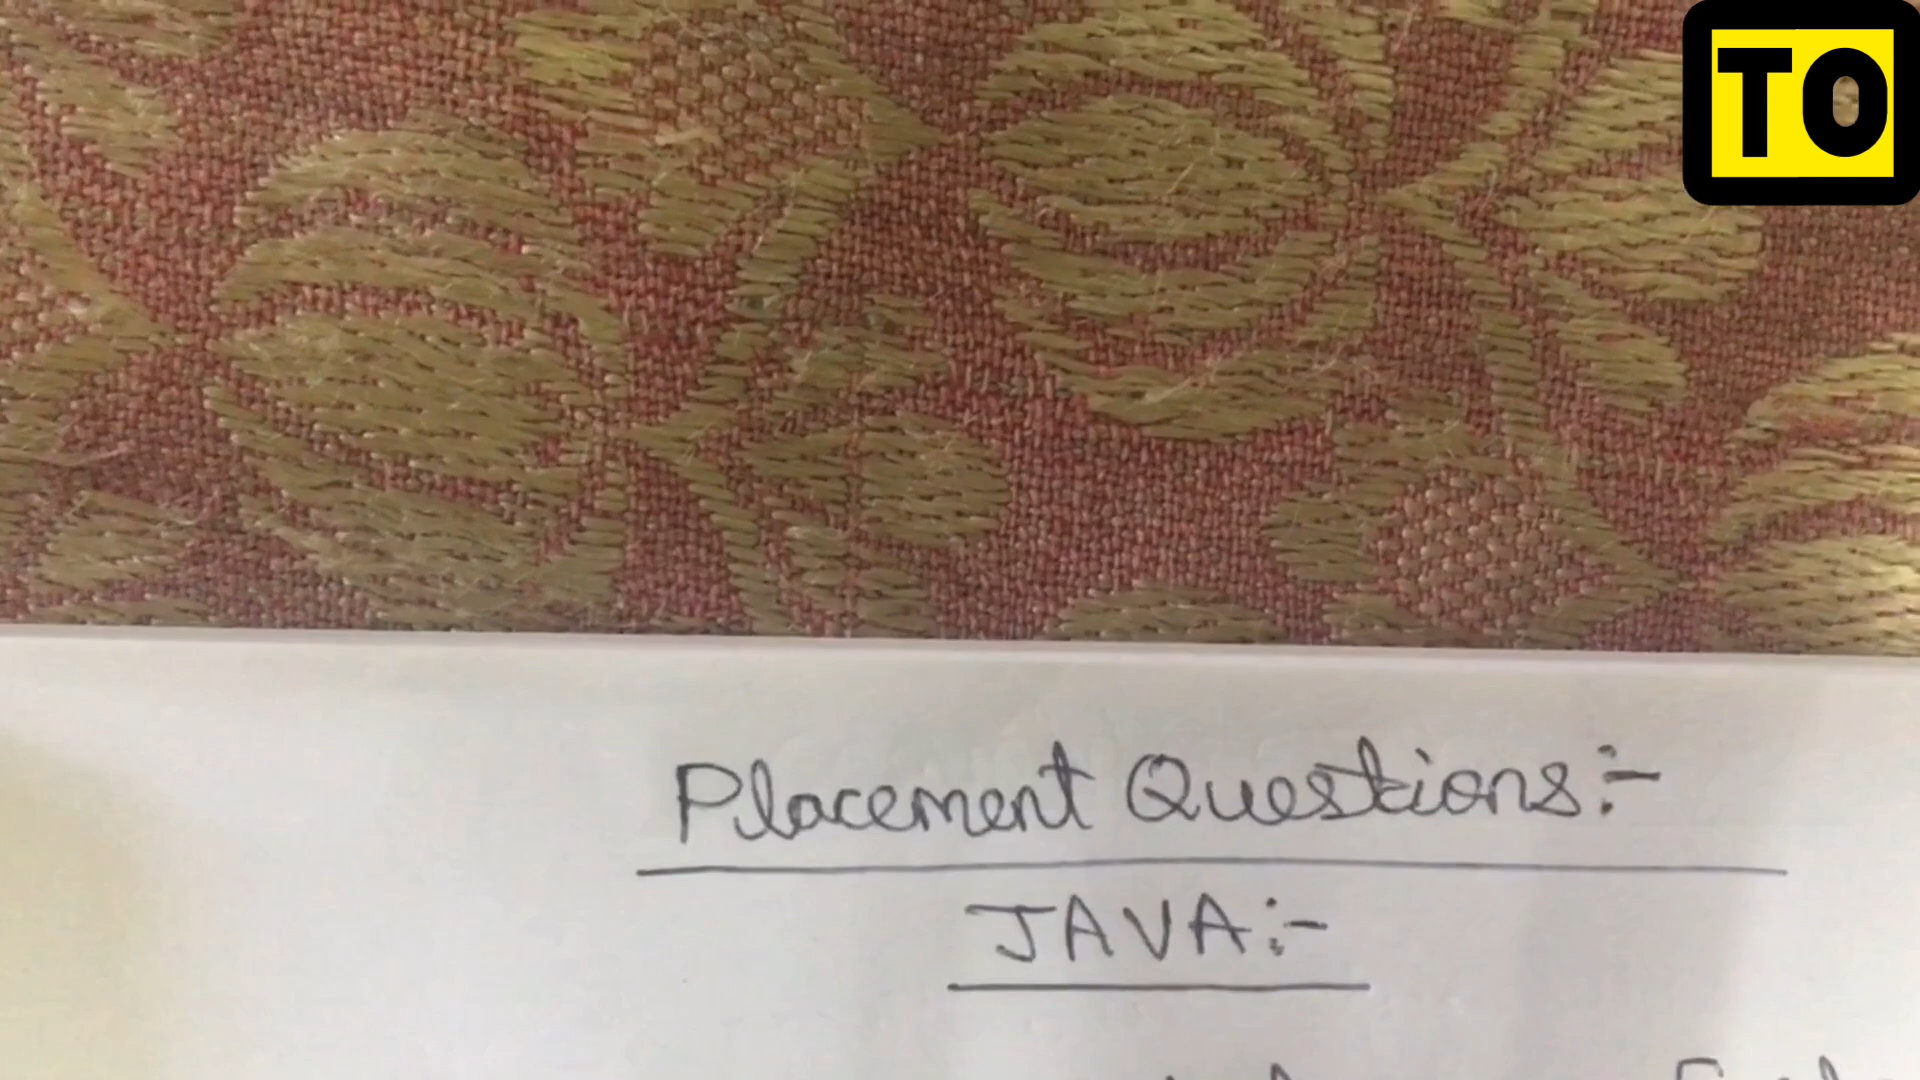 TO
Placement Questions:-
JAVA:-